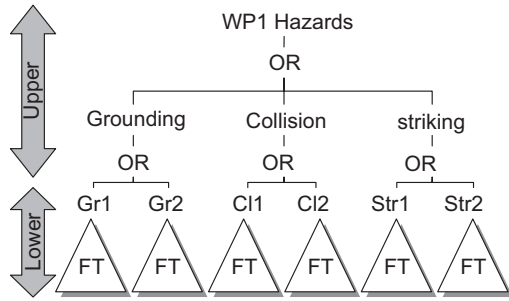 WP1 Hazards
OR
Upper
Grounding Collision striking
OR OR OR
Lower
Gr1 Gr2 Cl1 Cl2 Str1 Str2
FT FT FT FT FT FT